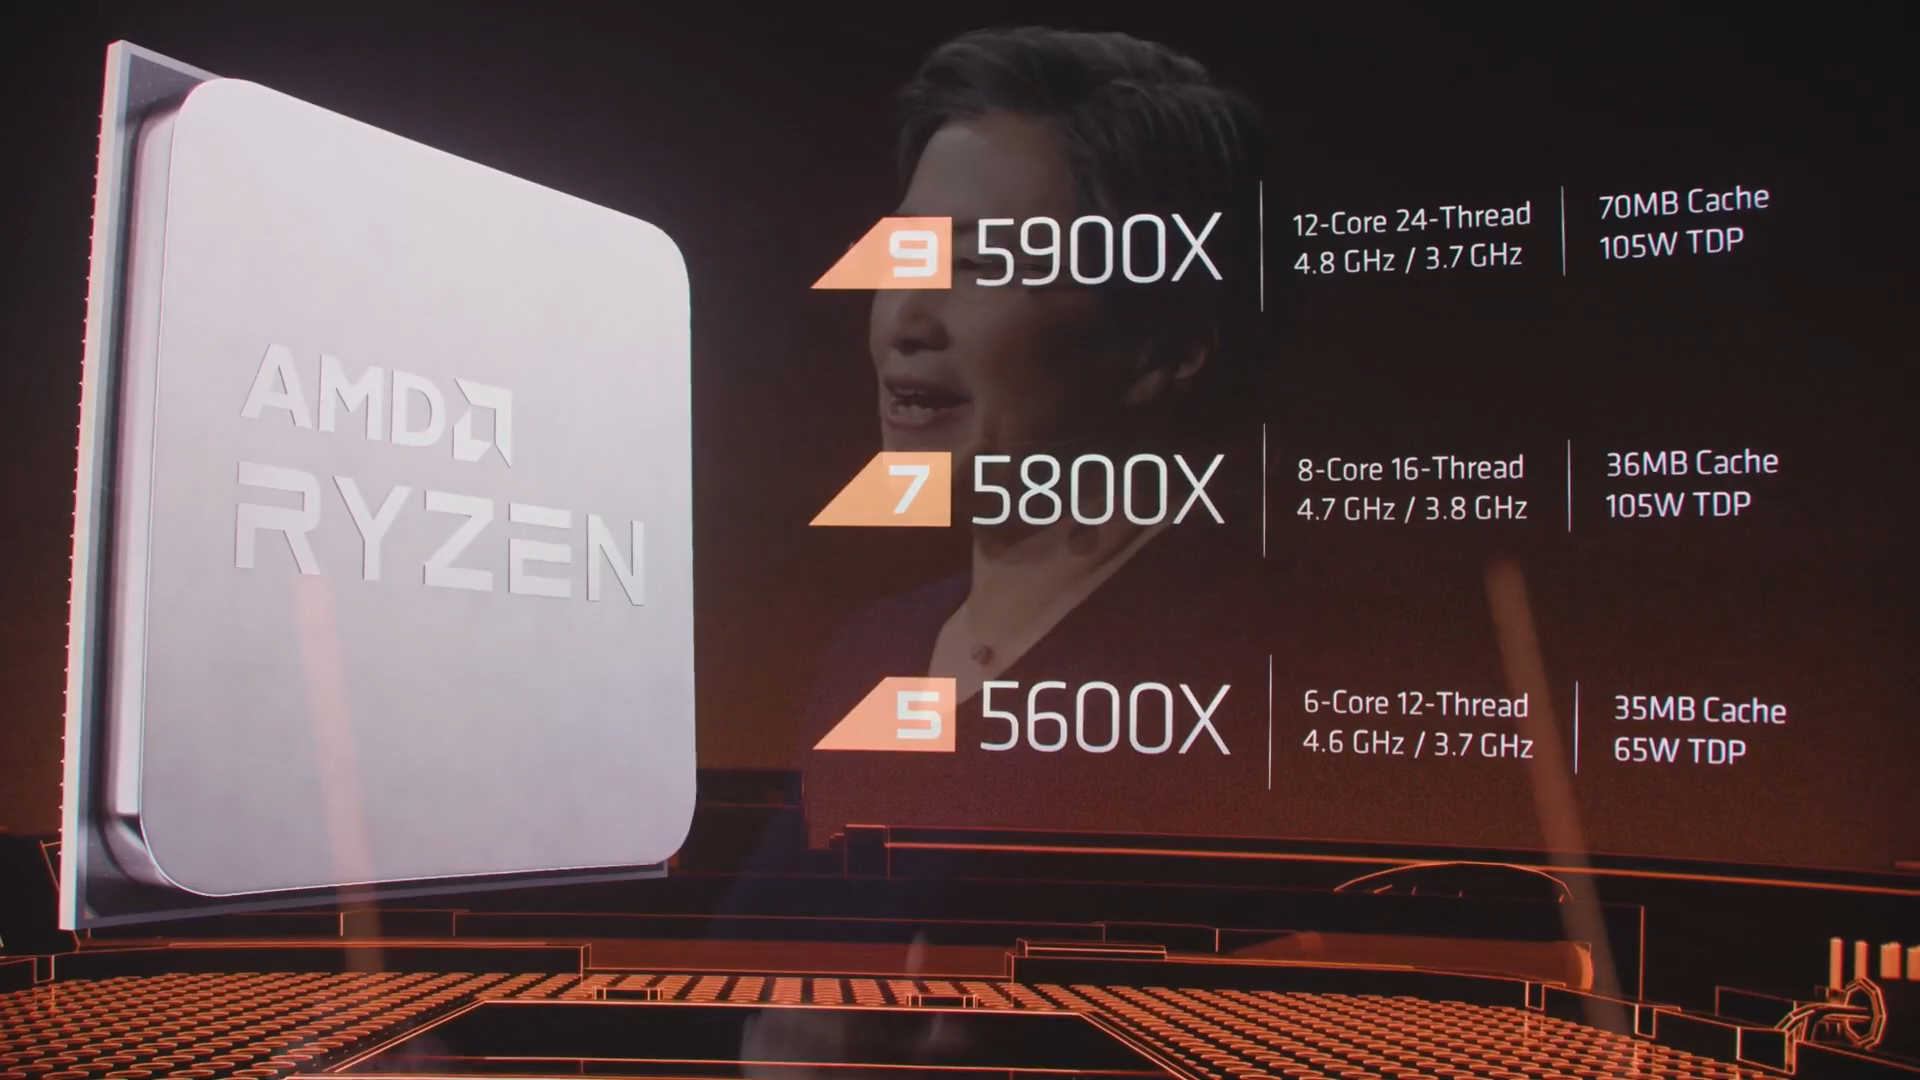 AMD
RYZEN
9 5900X
12-Core 24-Thread
4.8 GHz / 3.7 GHz
70MB Cache
105W TDP
7 5800X
8-Core 16-Thread
4.7 GHz / 3.8 GHz
36MB Cache
105W TDP
5 5600X
6-Core 12-Thread
4.6 GHz / 3.7 GHz
35MB Cache
65W TDP